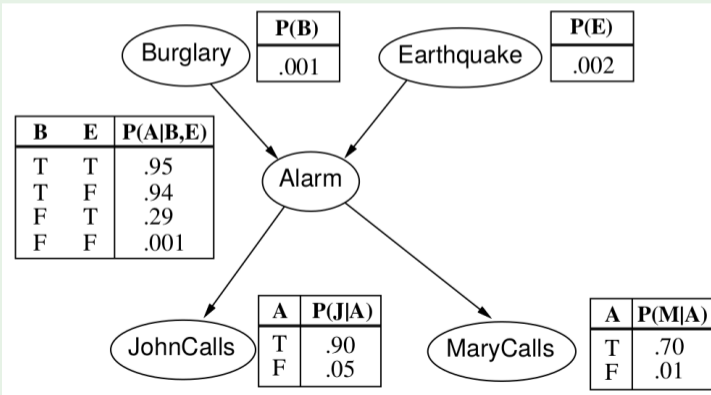 P(B)
.001
Burglary
P(E)
.002
Earthquake
B E P(A|B,E)
T T .95
T F .94
F T .29
F F .001
Alarm
A P(J|A)
T .90
F .05
JohnCalls
A P(M|A)
T .70
F .01
MaryCalls